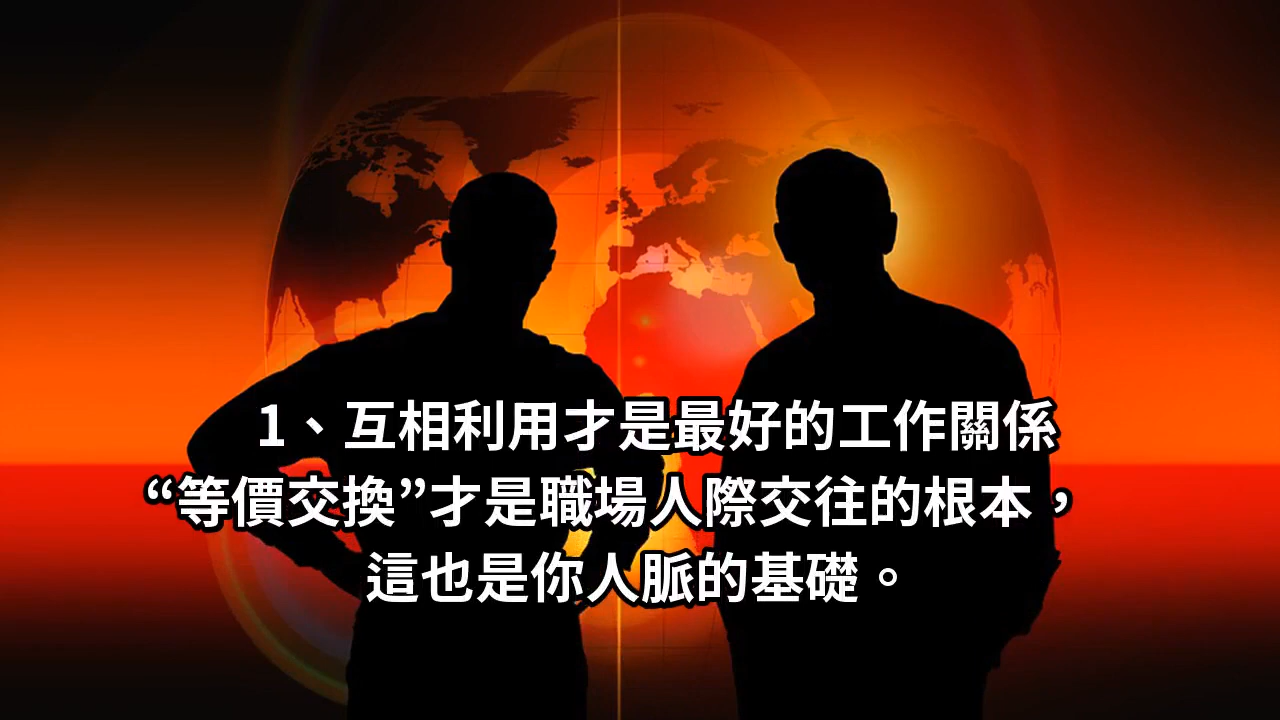 1、互相利用才是最好的工作關係
“等價交換”才是職場人際交往的根本，
這也是你人脈的基礎。